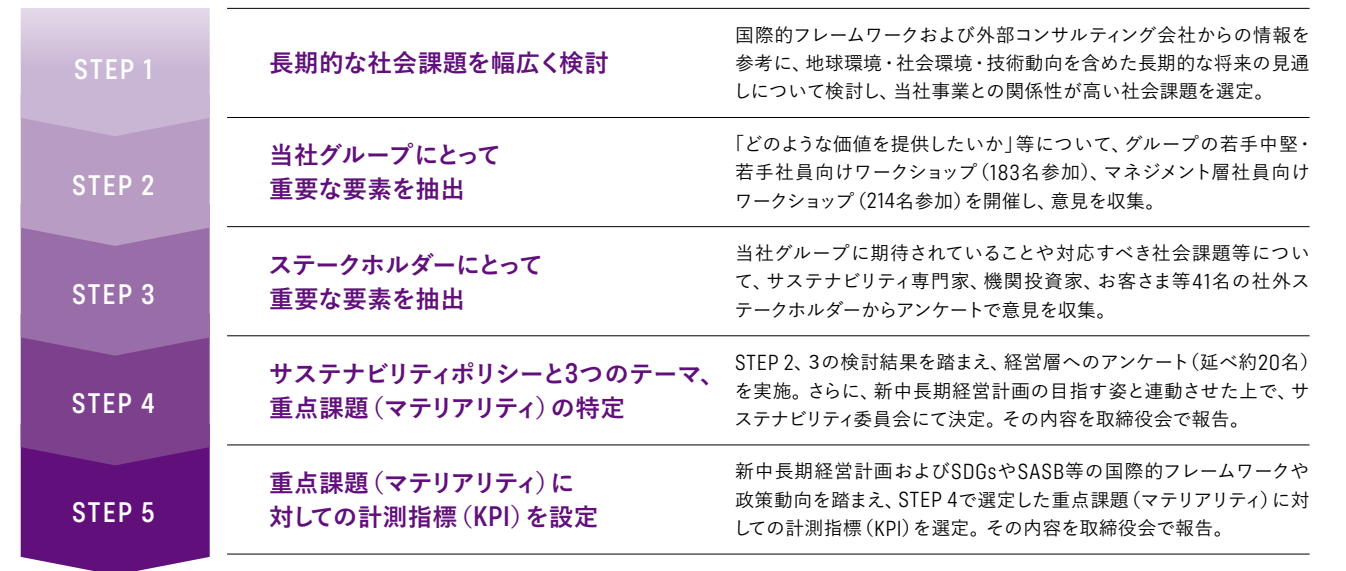 STEP 1
長期的な社会課題を幅広く検討
国際的フレームワークおよび外部コンサルティング会社からの情報を
参考に、地球環境・社会環境・技術動向を含めた長期的な将来の見通
しについて検討し、当社事業との関係性が高い社会課題を選定。
STEP 2
当社グループにとって
重要な要素を抽出
「どのような価値を提供したいか」等について、グループの若手中堅・
若手社員向けワークショップ（183名参加）、マネジメント層社員向け
ワークショップ（214名参加）を開催し、意見を収集。
STEP 3
ステークホルダーにとって
重要な要素を抽出
当社グループに期待されていることや対応すべき社会課題等につい
て、サステナビリティ専門家、機関投資家、お客さま等41名の社外ス
テークホルダーからアンケートで意見を収集。
STEP 4
サステナビリティポリシーと3つのテーマ、
重点課題（マテリアリティ）の特定
STEP 2、3の検討結果を踏まえ、経営層へのアンケート（延べ約20名）
を実施。さらに、新中長期経営計画の目指す姿と連動させた上で、サ
ステナビリティ委員会にて決定。その内容を取締役会で報告。
STEP 5
重点課題（マテリアリティ）に
対しての計測指標（KPI）を設定
新中長期経営計画およびSDGsやSASB等の国際的フレームワークや
政策動向を踏まえ、STEP 4で選定した重点課題（マテリアリティ）に対
しての計測指標（KPI）を選定。その内容を取締役会で報告。